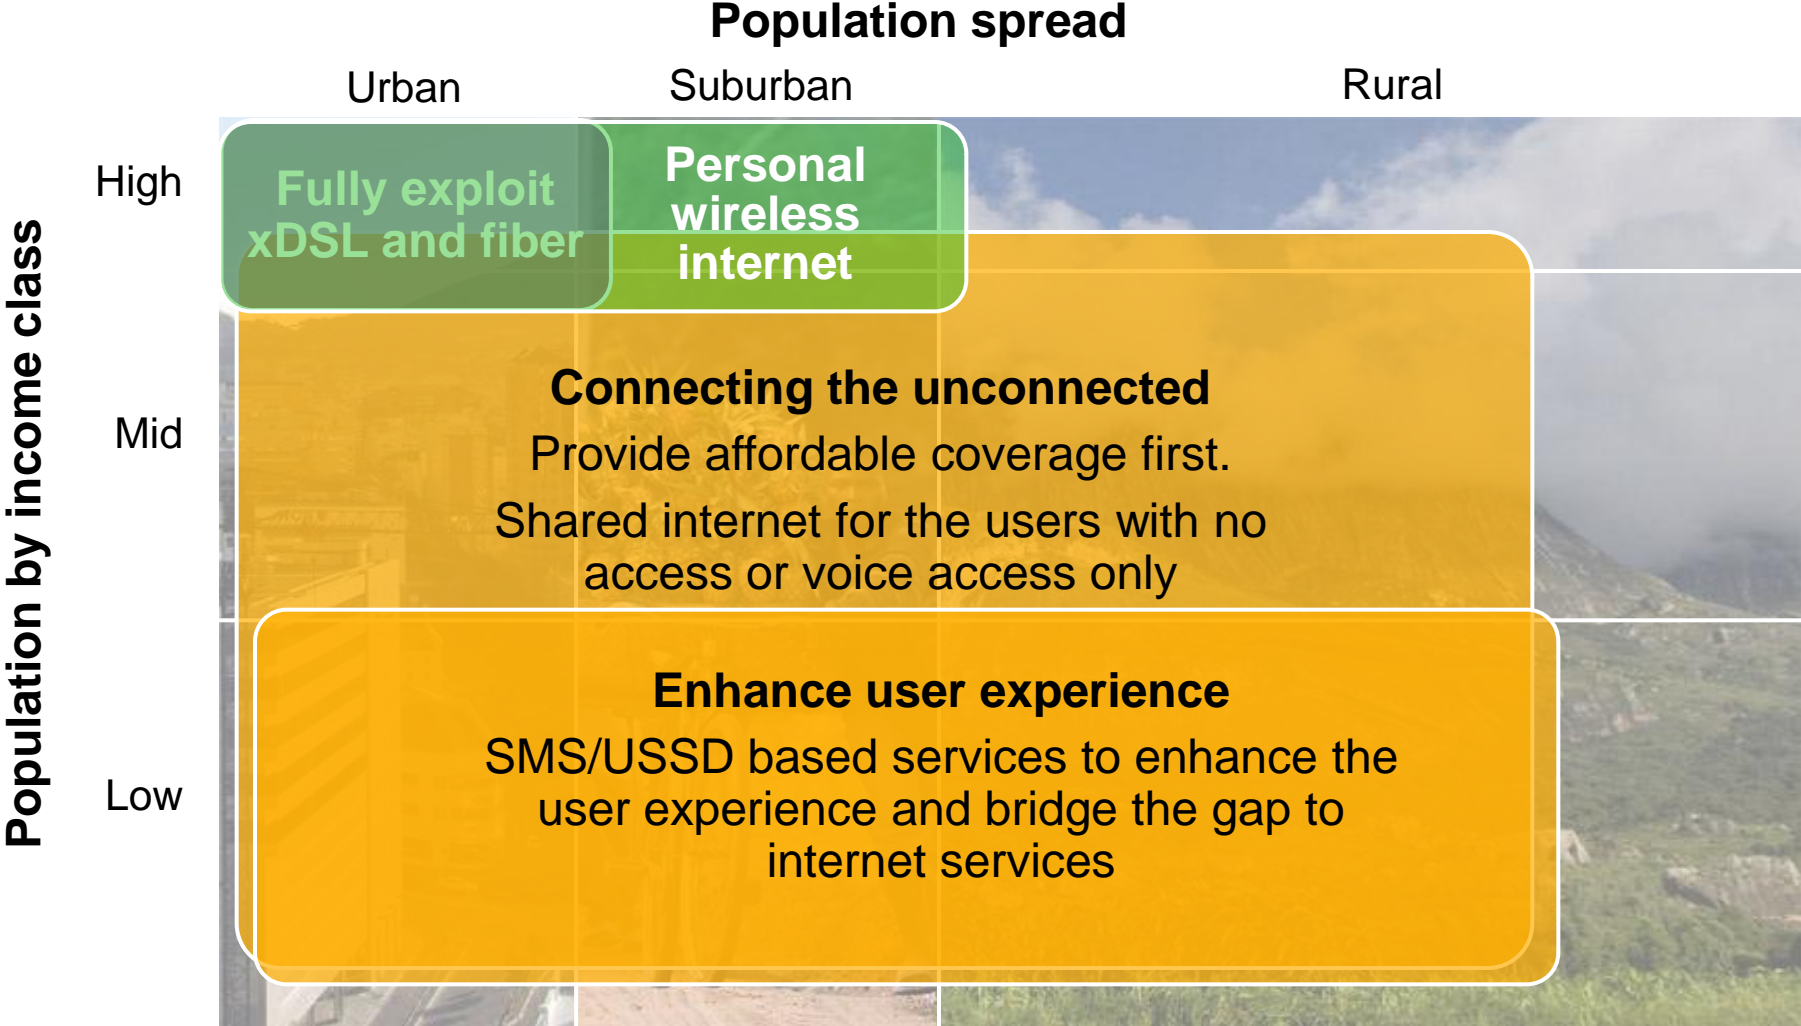 Population spread
Urban
Suburban
Rural
Population by income class
High
Mid
Low
Fully exploit
xDSL and fiber
Personal
wireless
internet
Connecting the unconnected
Provide affordable coverage first.
Shared internet for the users with no
access or voice access only
Enhance user experience
SMS/USSD based services to enhance the
user experience and bridge the gap to
internet services